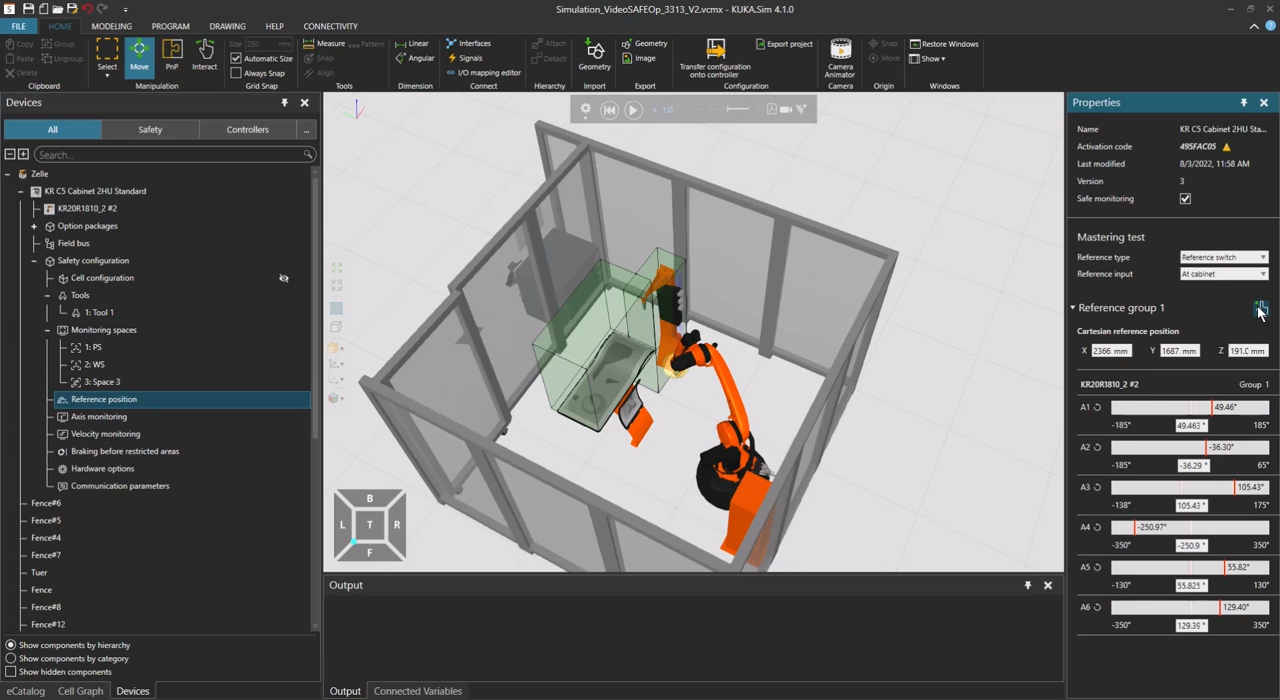 Simulation_VideoSAFEOp_3313_V2.vcmx — KUKA.Sim 4.1.0
FILE HOME MODELING PROGRAM DRAWING HELP CONNECTIVITY
Copy Group
Paste Ungroup
Delete
Clipboard
Select Move PnP Interact
Manipulation
Size 250 mm
Automatic Size
Always Snap
Grid Snap
Measure Pattern
Snap
Align
Tools
Linear
Angular
Dimension
Interfaces
Signals
I/O mapping editor
Connect
Attach
Detach
Hierarchy
Geometry
Import
Geometry
Image
Export
Transfer configuration
onto controller
Export project
Configuration
Camera
Animator
Camera
Snap
Move
Origin
Restore Windows
Show
Windows
Devices
All Safety Controllers ...
Search...
Zelle
KR C5 Cabinet 2HU Standard
KR20R1810_2 #2
Option packages
Field bus
Safety configuration
Cell configuration
Tools
1: Tool 1
Monitoring spaces
1: PS
2: WS
3: Space 3
Reference position
Axis monitoring
Velocity monitoring
Braking before restricted areas
Hardware options
Communication parameters
Fence#6
Fence#5
Fence#4
Fence#7
Tuer
Fence
Fence#8
Fence#12
Show components by hierarchy
Show components by category
Show hidden components
eCatalog Cell Graph Devices
1.0
B
L T R
F
Output
Output Connected Variables
Properties
Name KR C5 Cabinet 2HU Sta...
Activation code 495FAC05
Last modified 8/3/2022, 11:58 AM
Version 3
Safe monitoring
Mastering test
Reference type Reference switch
Reference input At cabinet
Reference group 1
Cartesian reference position
X 2366. mm Y 1687. mm Z 191.0 mm
KR20R1810_2 #2 Group 1
A1 49.46°
-185° 49.463 ° 185°
A2 -36.30°
-185° -36.29 ° 65°
A3 105.43°
-138° 105.43 ° 175°
A4 -250.97°
-350° -250.9 ° 350°
A5 55.82°
-130° 55.825 ° 130°
A6 129.40°
-350° 129.39 ° 350°